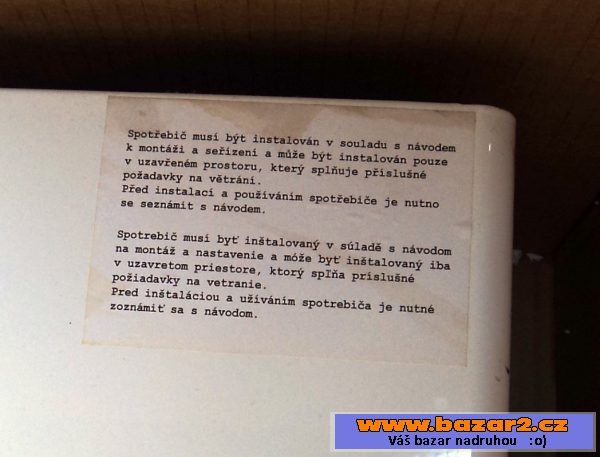 Spotřebič musí být instalován v souladu s návodem
k montáži a seřízení a může být instalován pouze
v uzavřeném prostoru, který splňuje příslušné
požadavky na větrání.
Před instalací a používáním spotřebiče je nutno
se seznámit s návodem.
Spotrebič musí byť inštalovaný v súladě s návodom
na montáž a nastavenie a móže byť inštalovaný iba
v uzavretom priestore, ktorý spĺňa príslušné
požiadavky na vetranie.
Pred inštaláciou a užíváním spotrebiča je nutné
zoznámiť sa s návodom.
www.bazar2.cz
Váš bazar nadruhou :o)